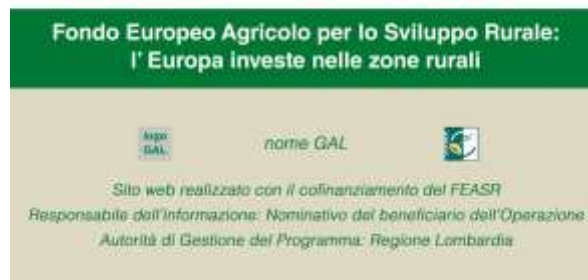 Fondo Europeo Agricolo per lo Sviluppo Rurale:
l' Europa investe nelle zone rurali
logo
GAL
nome GAL
Sito web realizzato con il cofinanziamento del FEASR
Responsabile dell'informazione: Nominativo del beneficiario dell'Operazione
Autorità di Gestione del Programma: Regione Lombardia